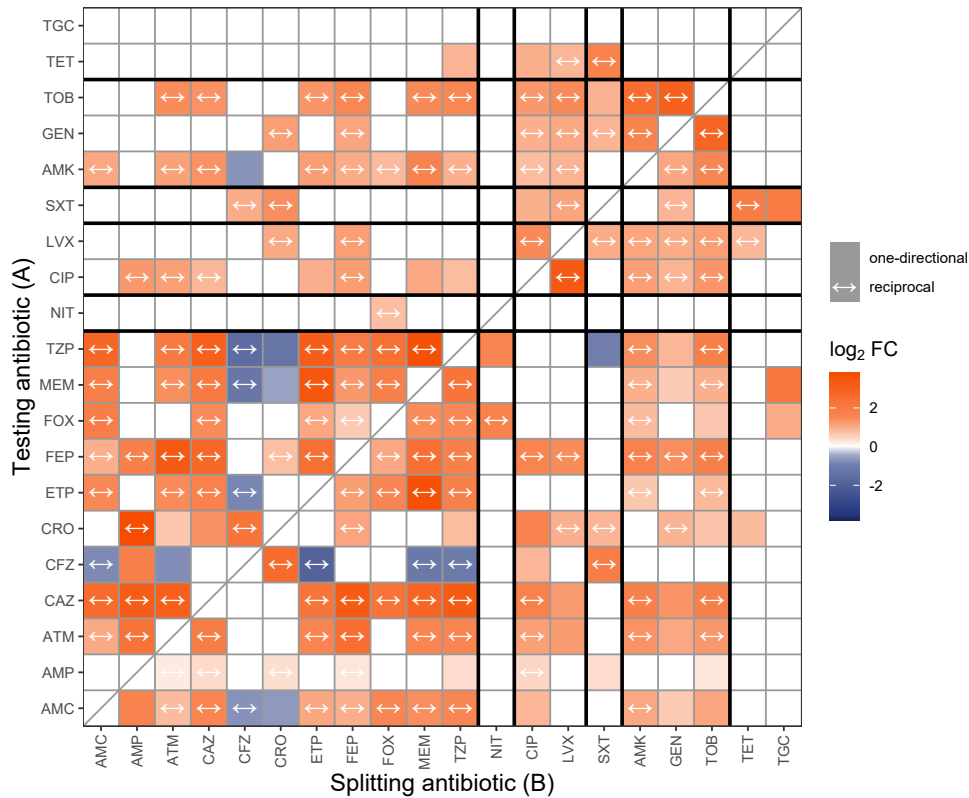 Testing antibiotic (A)
TGC
TET
TOB
GEN
AMK
SXT
LVX
CIP
NIT
TZP
MEM
FOX
FEP
ETP
CRO
CFZ
CAZ
ATM
AMP
AMC
AMC AMP ATM CAZ CFZ CRO ETP FEP FOX MEM TZP NIT CIP LVX SXT AMK GEN TOB TET TGC
Splitting antibiotic (B)
one-directional
reciprocal
log₂ FC
2
0
-2